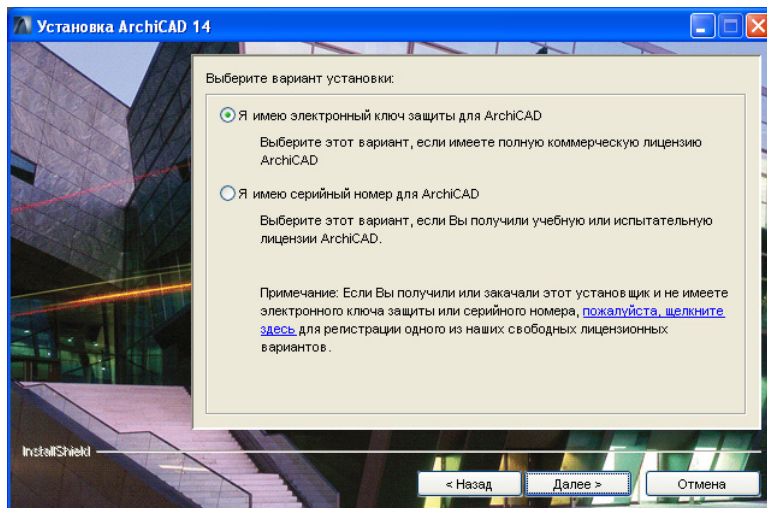 Установка ArchiCAD 14
Выберите вариант установки:
Я имею электронный ключ защиты для ArchiCAD
Выберите этот вариант, если имеете полную коммерческую лицензию
ArchiCAD
Я имею серийный номер для ArchiCAD
Выберите этот вариант, если Вы получили учебную или испытательную
лицензии ArchiCAD.
Примечание: Если Вы получили или закачали этот установщик и не имеете
электронного ключа защиты или серийного номера, пожалуйста, щелкните
здесь для регистрации одного из наших свободных лицензионных
вариантов.
InstallShield
< Назад
Далее >
Отмена